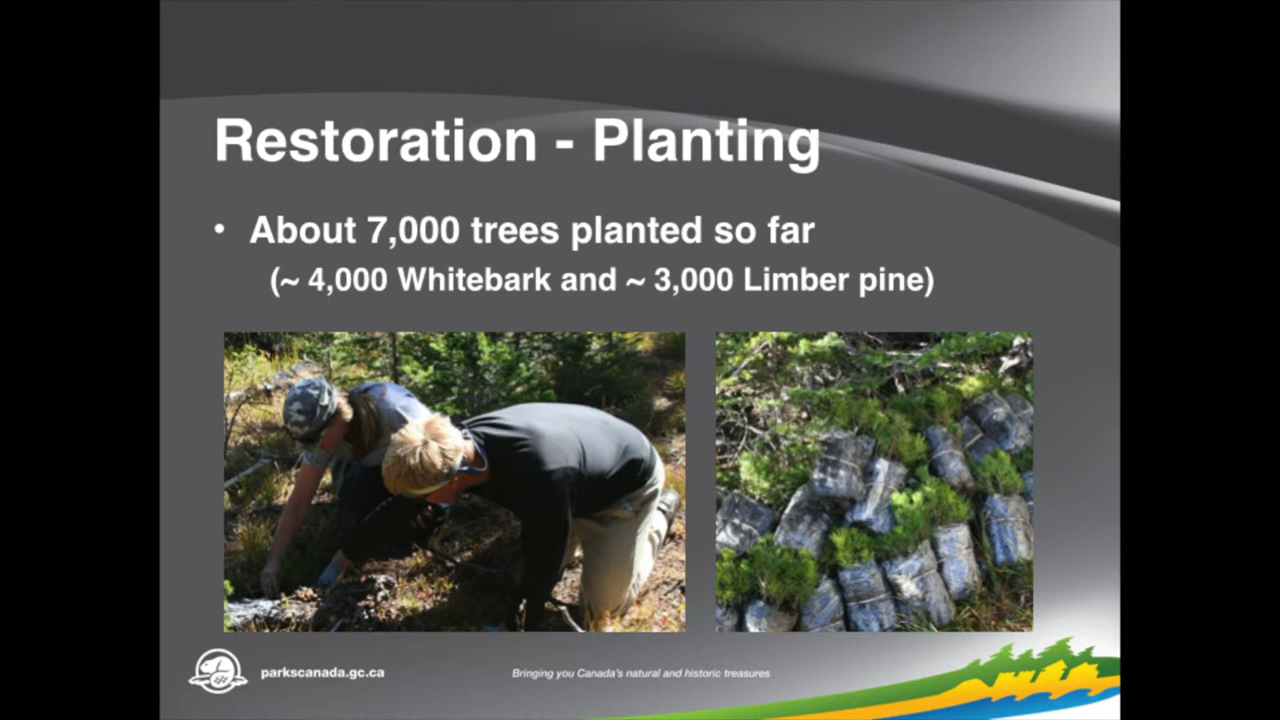 Restoration - Planting
• About 7,000 trees planted so far
(~ 4,000 Whitebark and ~ 3,000 Limber pine)
parkscanada.gc.ca
Bringing you Canada's natural and historic treasures